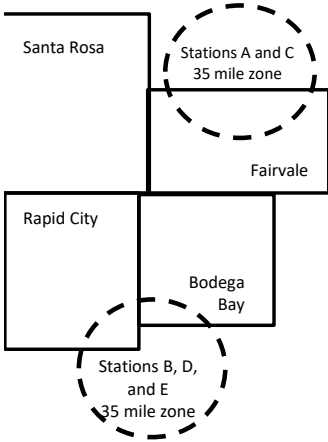 Santa Rosa
Stations A and C
35 mile zone
Fairvale
Rapid City
Bodega
Bay
Stations B, D,
and E
35 mile zone